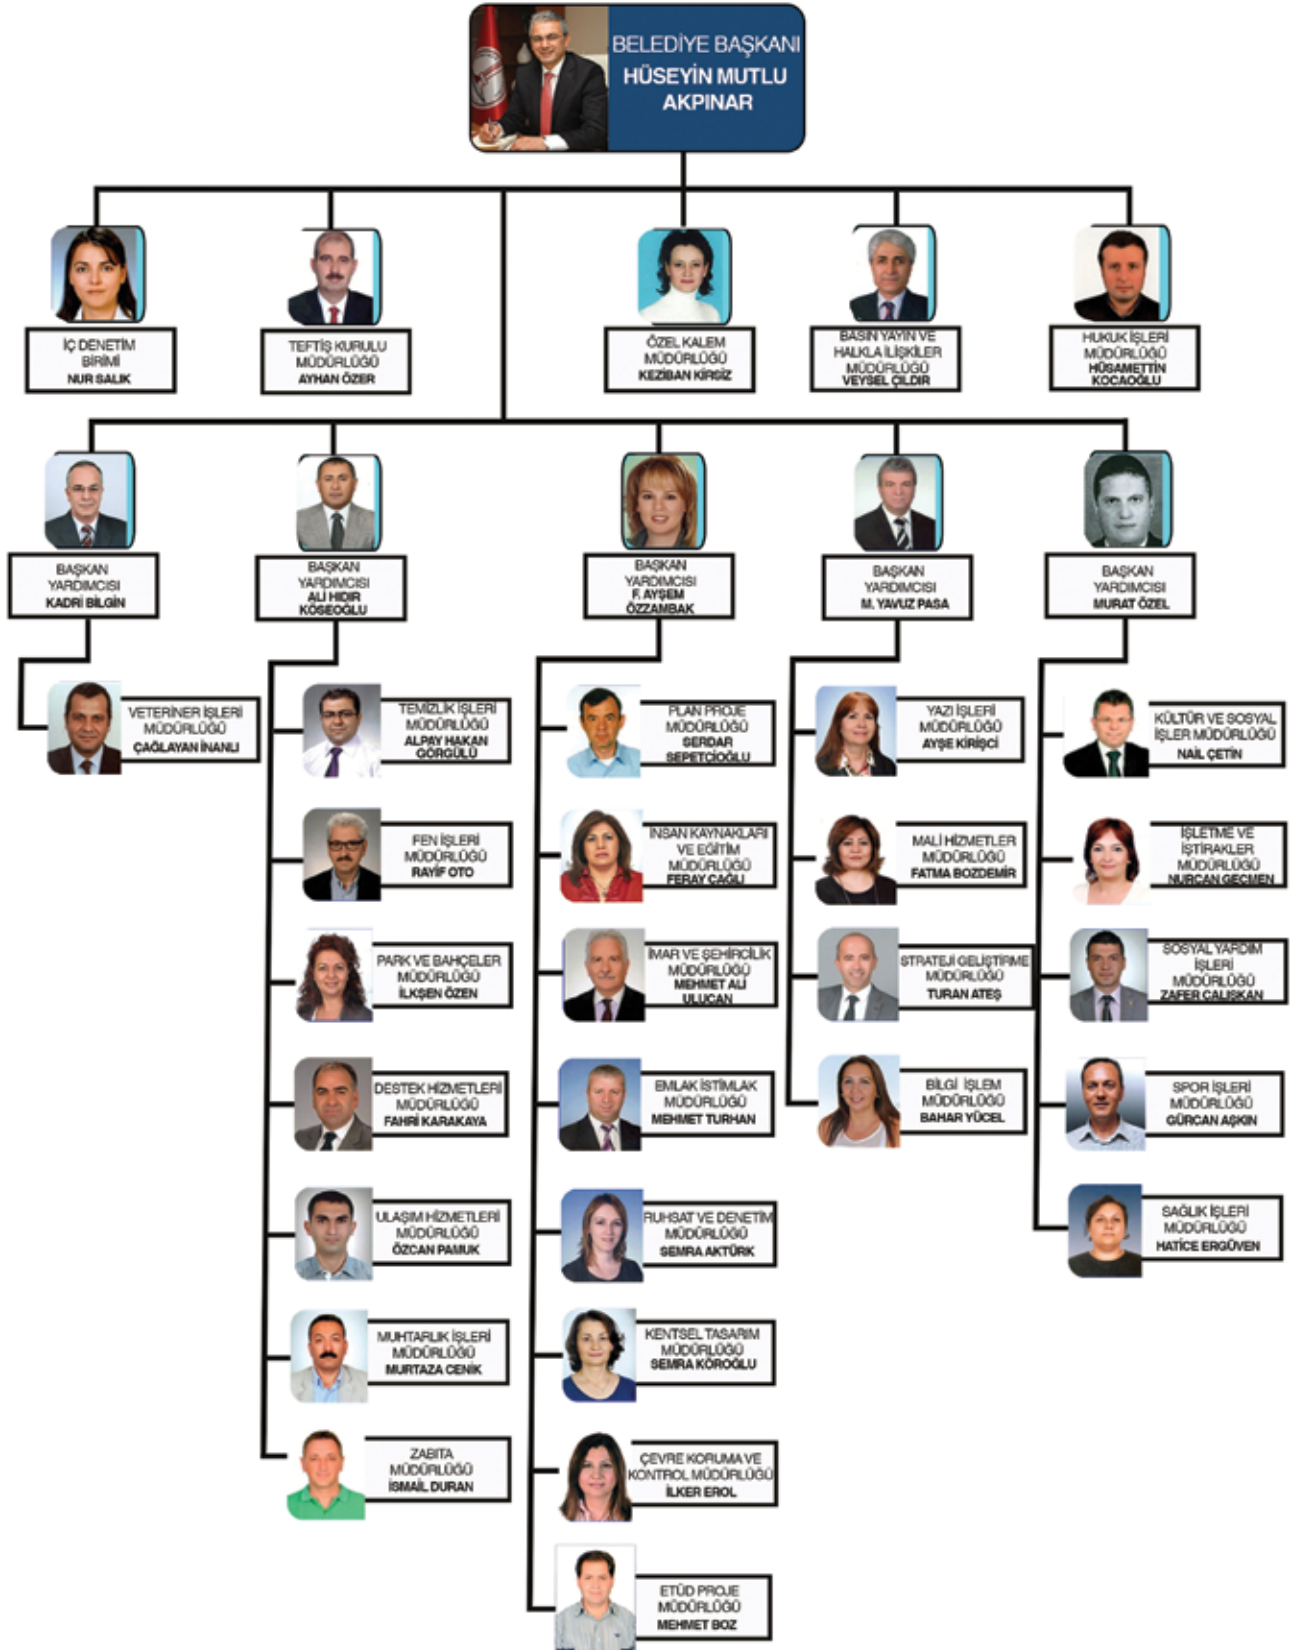 BELEDİYE BAŞKANI
HÜSEYİN MUTLU
AKPINAR
İÇ DENETİM
BİRİMİ
NUR SALIK
TEFTİŞ KURULU
MÜDÜRLÜĞÜ
AYHAN ÖZER
ÖZEL KALEM
MÜDÜRLÜĞÜ
KEZİBAN KİRSİZ
BASIN YAYIN VE
HALKLA İLİŞKİLER
MÜDÜRLÜĞÜ
VEYSEL ÇILDIR
HUKUK İŞLERİ
MÜDÜRLÜĞÜ
HÜSAMETTİN
KOCAOĞLU
BAŞKAN
YARDIMCISI
KADRİ BİLGİN
BAŞKAN
YARDIMCISI
ALİ HIDIR
KÖSEOĞLU
BAŞKAN
YARDIMCISI
F. AYŞEM
ÖZZAMBAK
BAŞKAN
YARDIMCISI
M. YAVUZ PASA
BAŞKAN
YARDIMCISI
MURAT ÖZEL
VETERİNER İŞLERİ
MÜDÜRLÜĞÜ
ÇAĞLAYAN İNANLI
TEMİZLİK İŞLERİ
MÜDÜRLÜĞÜ
ALPAY HAKAN
GÖRGÜLÜ
FEN İŞLERİ
MÜDÜRLÜĞÜ
RAYİF OTO
PARK VE BAHÇELER
MÜDÜRLÜĞÜ
İLKŞEN ÖZEN
DESTEK HİZMETLERİ
MÜDÜRLÜĞÜ
FAHRİ KARAKAYA
ULAŞIM HİZMETLERİ
MÜDÜRLÜĞÜ
ÖZCAN PAMUK
MUHTARLIK İŞLERİ
MÜDÜRLÜĞÜ
MURTAZA CENİK
ZABITA
MÜDÜRLÜĞÜ
İSMAİL DURAN
PLAN PROJE
MÜDÜRLÜĞÜ
SERDAR
SEPETCİOĞLU
İNSAN KAYNAKLARI
VE EĞİTİM
MÜDÜRLÜĞÜ
FERAY ÇAĞLI
İMAR VE ŞEHİRCİLİK
MÜDÜRLÜĞÜ
MEHMET ALİ
ULUCAN
EMLAK İSTİMLAK
MÜDÜRLÜĞÜ
MEHMET TURHAN
RUHSAT VE DENETİM
MÜDÜRLÜĞÜ
SEMRA AKTÜRK
KENTSEL TASARIM
MÜDÜRLÜĞÜ
SEMRA KÖROĞLU
ÇEVRE KORUMA VE
KONTROL MÜDÜRLÜĞÜ
İLKER EROL
ETÜD PROJE
MÜDÜRLÜĞÜ
MEHMET BOZ
YAZI İŞLERİ
MÜDÜRLÜĞÜ
AYŞE KİRİŞCİ
MALİ HİZMETLER
MÜDÜRLÜĞÜ
FATMA BOZDEMİR
STRATEJİ GELİŞTİRME
MÜDÜRLÜĞÜ
TURAN ATEŞ
BİLGİ İŞLEM
MÜDÜRLÜĞÜ
BAHAR YÜCEL
KÜLTÜR VE SOSYAL
İŞLER MÜDÜRLÜĞÜ
NAİL ÇETİN
İŞLETME VE
İŞTİRAKLER
MÜDÜRLÜĞÜ
NURCAN GEÇMEN
SOSYAL YARDIM
İŞLERİ
MÜDÜRLÜĞÜ
ZAFER ÇALIŞKAN
SPOR İŞLERİ
MÜDÜRLÜĞÜ
GÜRCAN AŞKIN
SAĞLIK İŞLERİ
MÜDÜRLÜĞÜ
HATİCE ERGÜVEN